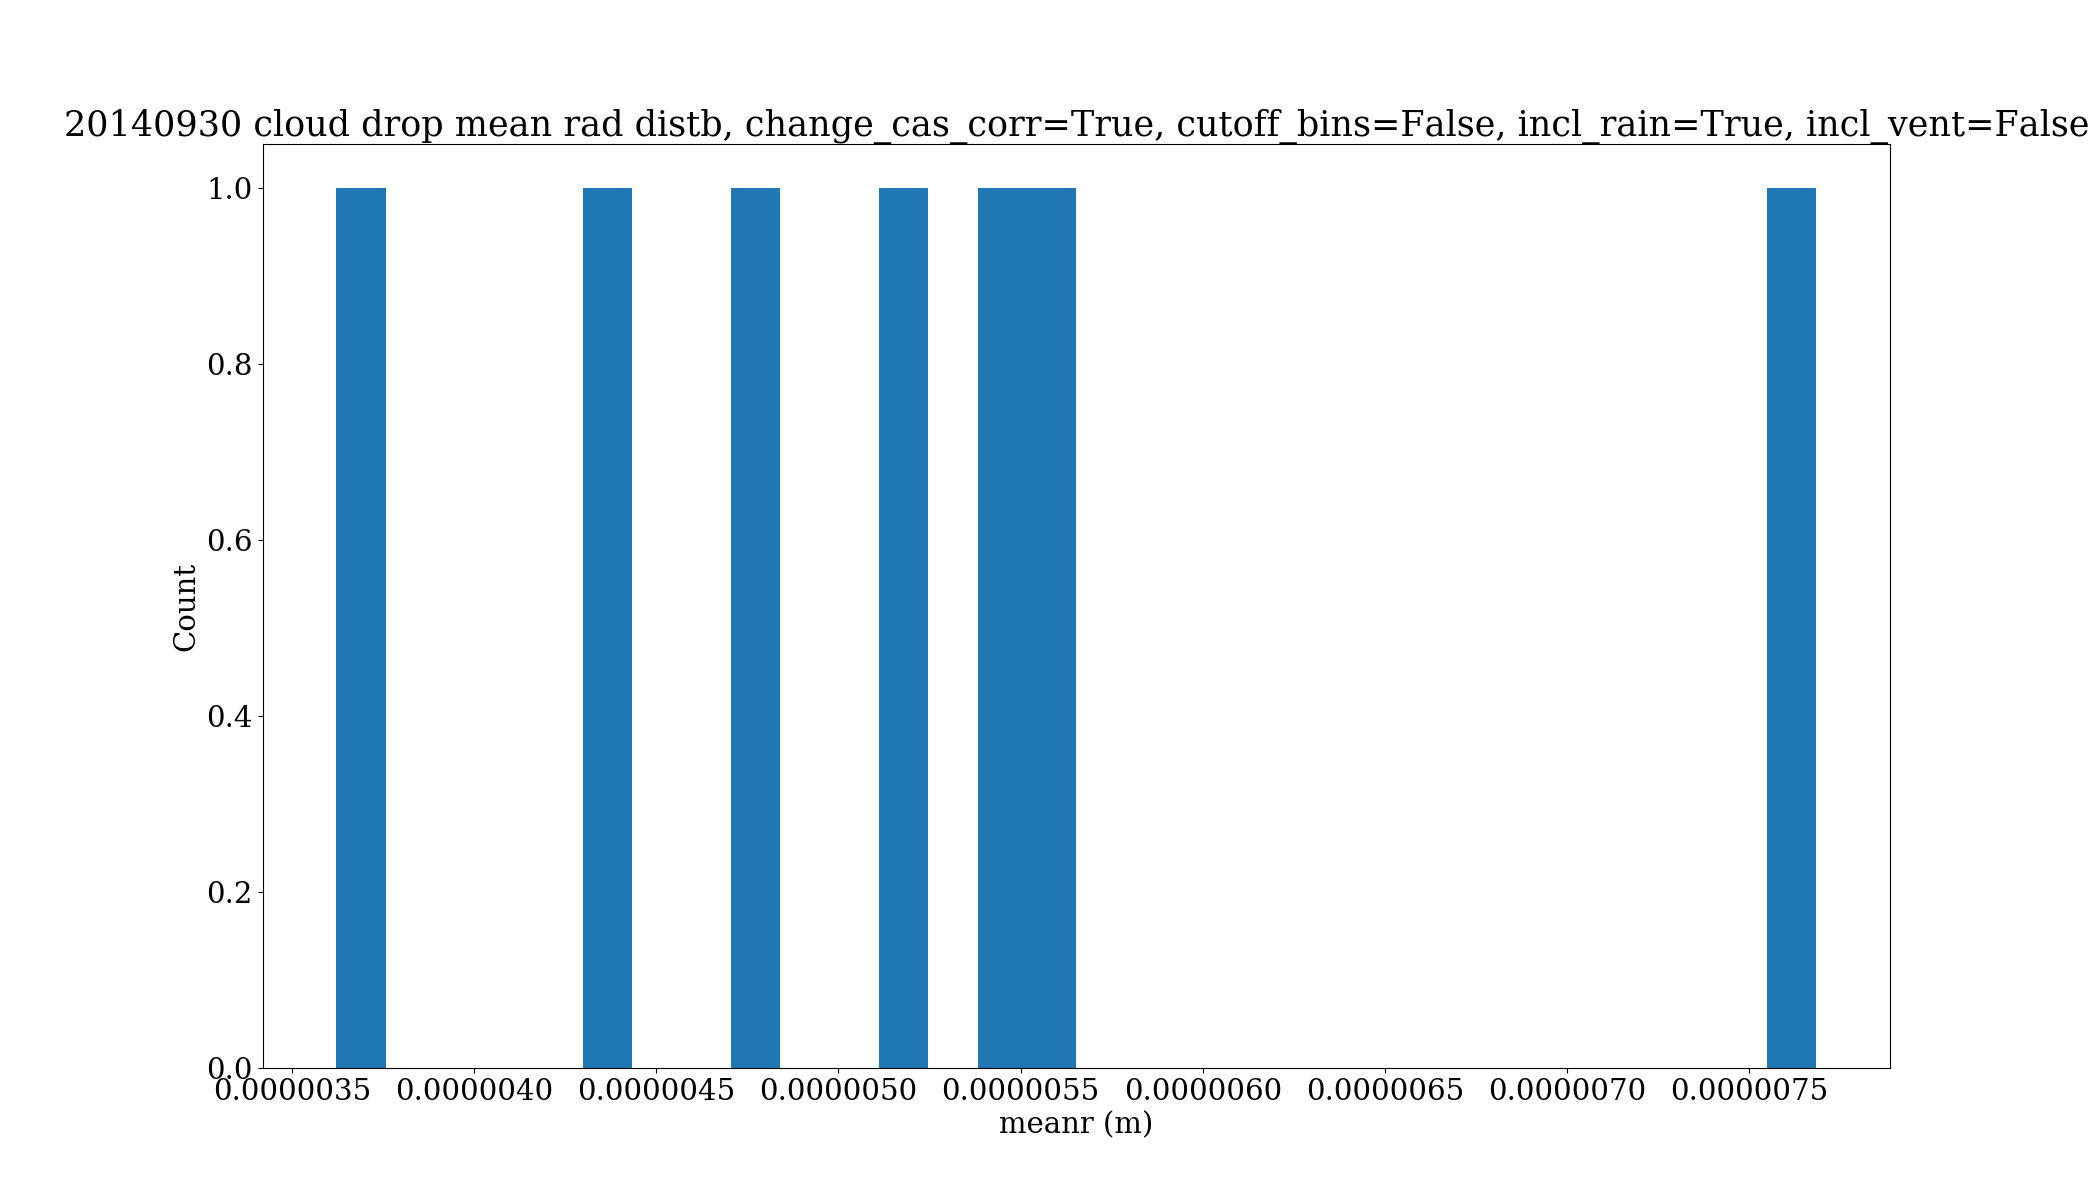 20140930 cloud drop mean rad distb, change_cas_corr=True, cutoff_bins=False, incl_rain=True, incl_vent=False
1.0
0.8
0.6
0.4
0.2
0.0
Count
0.0000035 0.0000040 0.0000045 0.0000050 0.0000055 0.0000060 0.0000065 0.0000070 0.0000075
meanr (m)